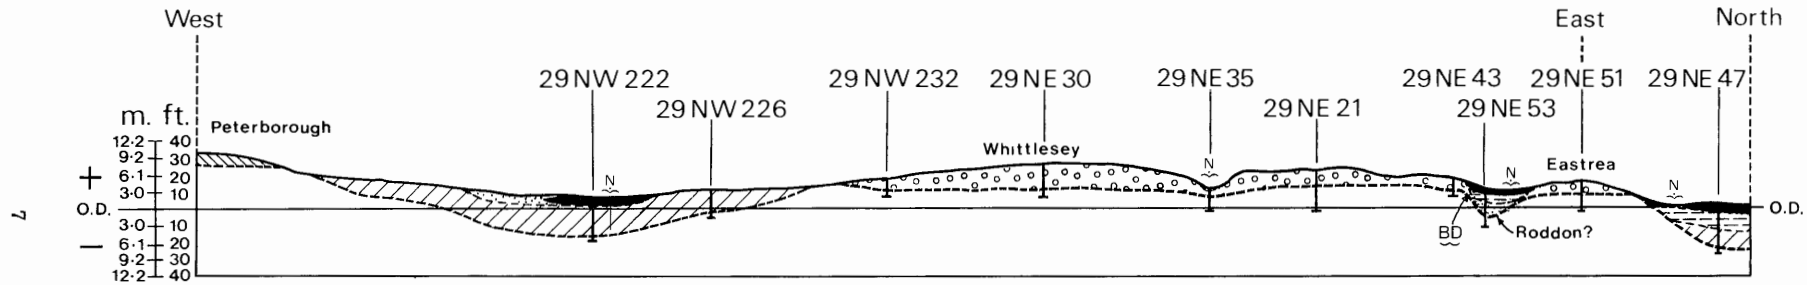 West East North
29 NW 222 29 NW 232 29 NE 30 29 NE 35 29 NE 43 29 NE 51 29 NE 47
29 NW 226 29 NE 21 29 NE 53
m. ft.
Peterborough
Whittlesey
Eastrea
N N N N
12·2 40
9·2 30
+ 6·1 20
3·0 10
O.D. O.D.
3·0 10
− 6·1 20
9·2 30
12·2 40
BD Roddon?
7